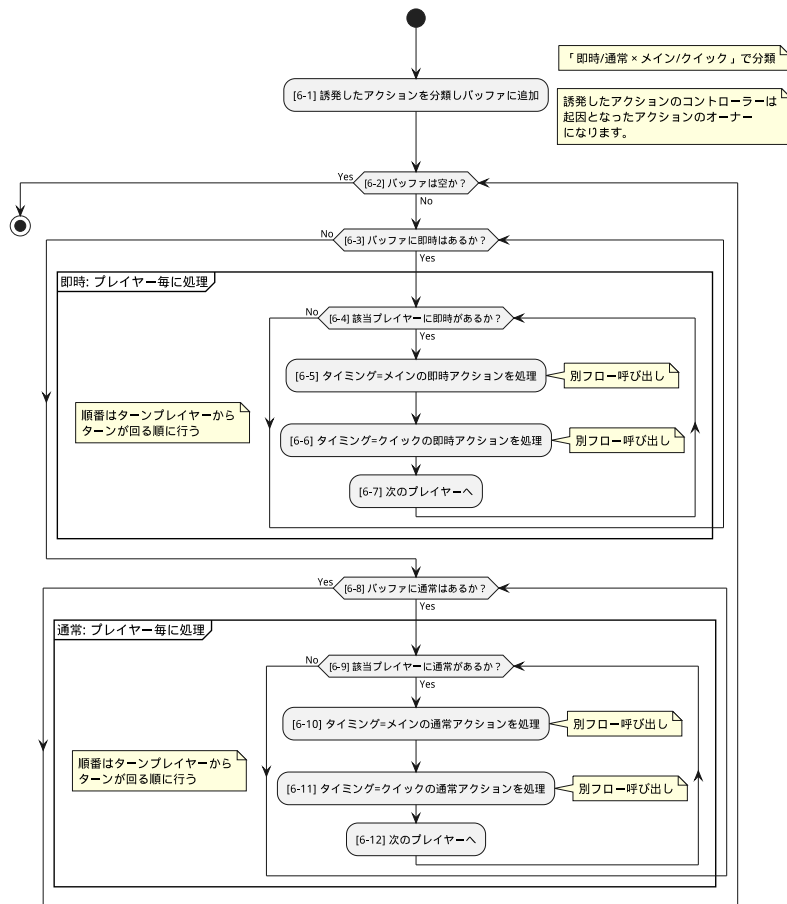 「即時/通常 × メイン/クイック」で分類
[6-1] 誘発したアクションを分類しバッファに追加
誘発したアクションのコントローラーは
起因となったアクションのオーナー
になります。
Yes
[6-2] バッファは空か？
No
No
[6-3] バッファに即時はあるか？
Yes
即時: プレイヤー毎に処理
No
[6-4] 該当プレイヤーに即時があるか？
Yes
[6-5] タイミング=メインの即時アクションを処理
別フロー呼び出し
順番はターンプレイヤーから
ターンが回る順に行う
[6-6] タイミング=クイックの即時アクションを処理
別フロー呼び出し
[6-7] 次のプレイヤーへ
Yes
[6-8] バッファに通常はあるか？
Yes
通常: プレイヤー毎に処理
No
[6-9] 該当プレイヤーに通常があるか？
Yes
[6-10] タイミング=メインの通常アクションを処理
別フロー呼び出し
順番はターンプレイヤーから
ターンが回る順に行う
[6-11] タイミング=クイックの通常アクションを処理
別フロー呼び出し
[6-12] 次のプレイヤーへ